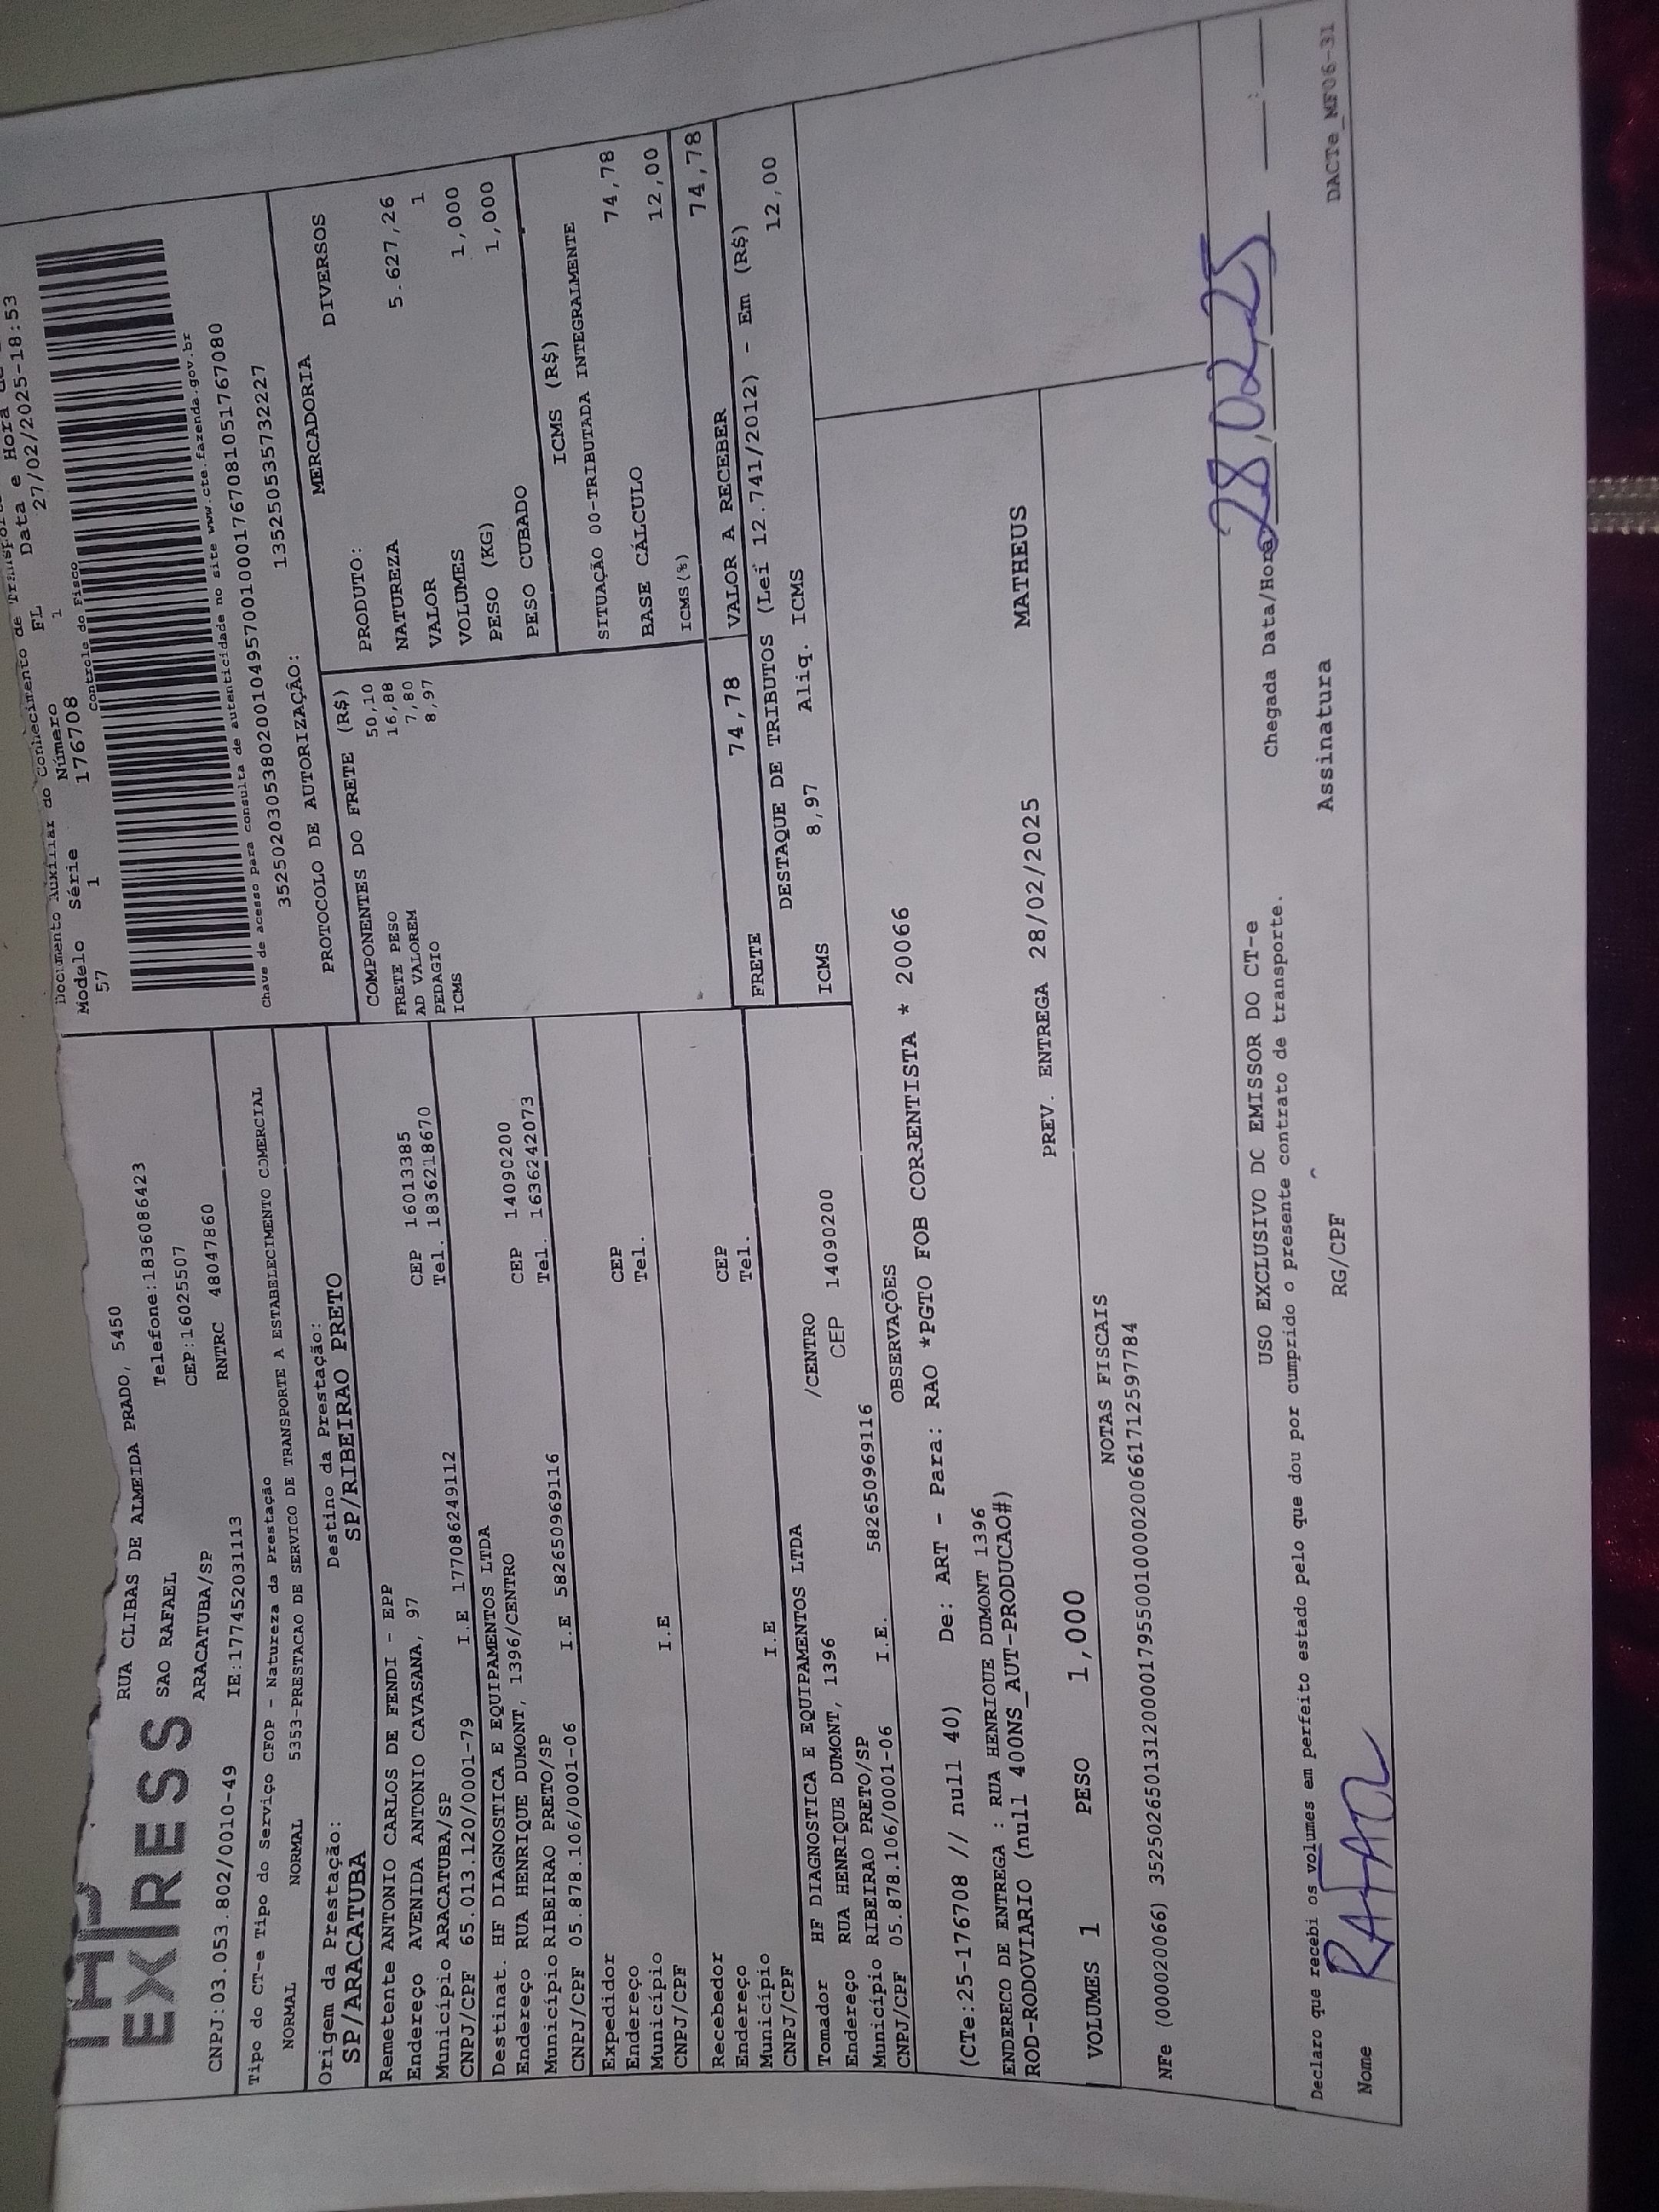 EXPRESS
RUA CLIBAS DE ALMEIDA PRADO, 5450
SAO RAFAEL Telefone:1836086423
ARACATUBA/SP CEP:16025507
CNPJ:03.053.802/0010-49 IE:177452031113 RNTRC 48047860
Documento Auxiliar do Conhecimento de Transporte
Modelo Série Número FL Data e Hora de
57 1 176708 1 27/02/2025-18:53
Controle do Fisco
Chave de acesso para consulta de autenticidade no site www.cte.fazenda.gov.br
35250203053802001049570010001767081051767080
PROTOCOLO DE AUTORIZAÇÃO: 135250535732227
Tipo do CT-e Tipo do Serviço CFOP - Natureza da Prestação
NORMAL NORMAL 5353-PRESTACAO DE SERVICO DE TRANSPORTE A ESTABELECIMENTO COMERCIAL
Origem da Prestação: Destino da Prestação:
SP/ARACATUBA SP/RIBEIRAO PRETO
Remetente ANTONIO CARLOS DE FENDI - EPP
Endereço AVENIDA ANTONIO CAVASANA, 97 CEP 16013385
Município ARACATUBA/SP Tel. 1836218670
CNPJ/CPF 65.013.120/0001-79 I.E 177086249112
Destinat. HF DIAGNOSTICA E EQUIPAMENTOS LTDA
Endereço RUA HENRIQUE DUMONT, 1396/CENTRO CEP 14090200
Município RIBEIRAO PRETO/SP Tel. 1636242073
CNPJ/CPF 05.878.106/0001-06 I.E 582650969116
Expedidor
Endereço CEP
Município Tel.
CNPJ/CPF I.E
Recebedor
Endereço CEP
Município Tel.
CNPJ/CPF I.E
Tomador HF DIAGNOSTICA E EQUIPAMENTOS LTDA
Endereço RUA HENRIQUE DUMONT, 1396 /CENTRO
Município RIBEIRAO PRETO/SP CEP 14090200
CNPJ/CPF 05.878.106/0001-06 I.E. 582650969116
COMPONENTES DO FRETE (R$)
FRETE PESO 50,10
AD VALOREM 16,88
PEDAGIO 7,80
ICMS 8,97
MERCADORIA
PRODUTO: DIVERSOS
NATUREZA
VALOR 5.627,26
VOLUMES 1
PESO (KG) 1,000
PESO CUBADO 1,000
ICMS (R$)
SITUAÇÃO 00-TRIBUTADA INTEGRALMENTE
BASE CÁLCULO 74,78
ICMS(%) 12,00
FRETE 74,78 VALOR A RECEBER 74,78
DESTAQUE DE TRIBUTOS (Lei 12.741/2012) - Em (R$)
ICMS 8,97 Aliq. ICMS 12,00
OBSERVAÇÕES
(CTe:25-176708 // null 40) De: ART - Para: RAO *PGTO FOB CORRENTISTA * 20066
ENDERECO DE ENTREGA : RUA HENRIQUE DUMONT 1396
ROD-RODOVIARIO (null 400NS_AUT-PRODUCAO#) MATHEUS
VOLUMES 1 PESO 1,000 PREV. ENTREGA 28/02/2025
NOTAS FISCAIS
NFe (000020066) 35250265013120000179550010000200661712597784
USO EXCLUSIVO DO EMISSOR DO CT-e
Declaro que recebi os volumes em perfeito estado pelo que dou por cumprido o presente contrato de transporte.
Chegada Data/Hora 28/02/25 :
Nome RAFAEL RG/CPF Assinatura
DACTe_MF06-31